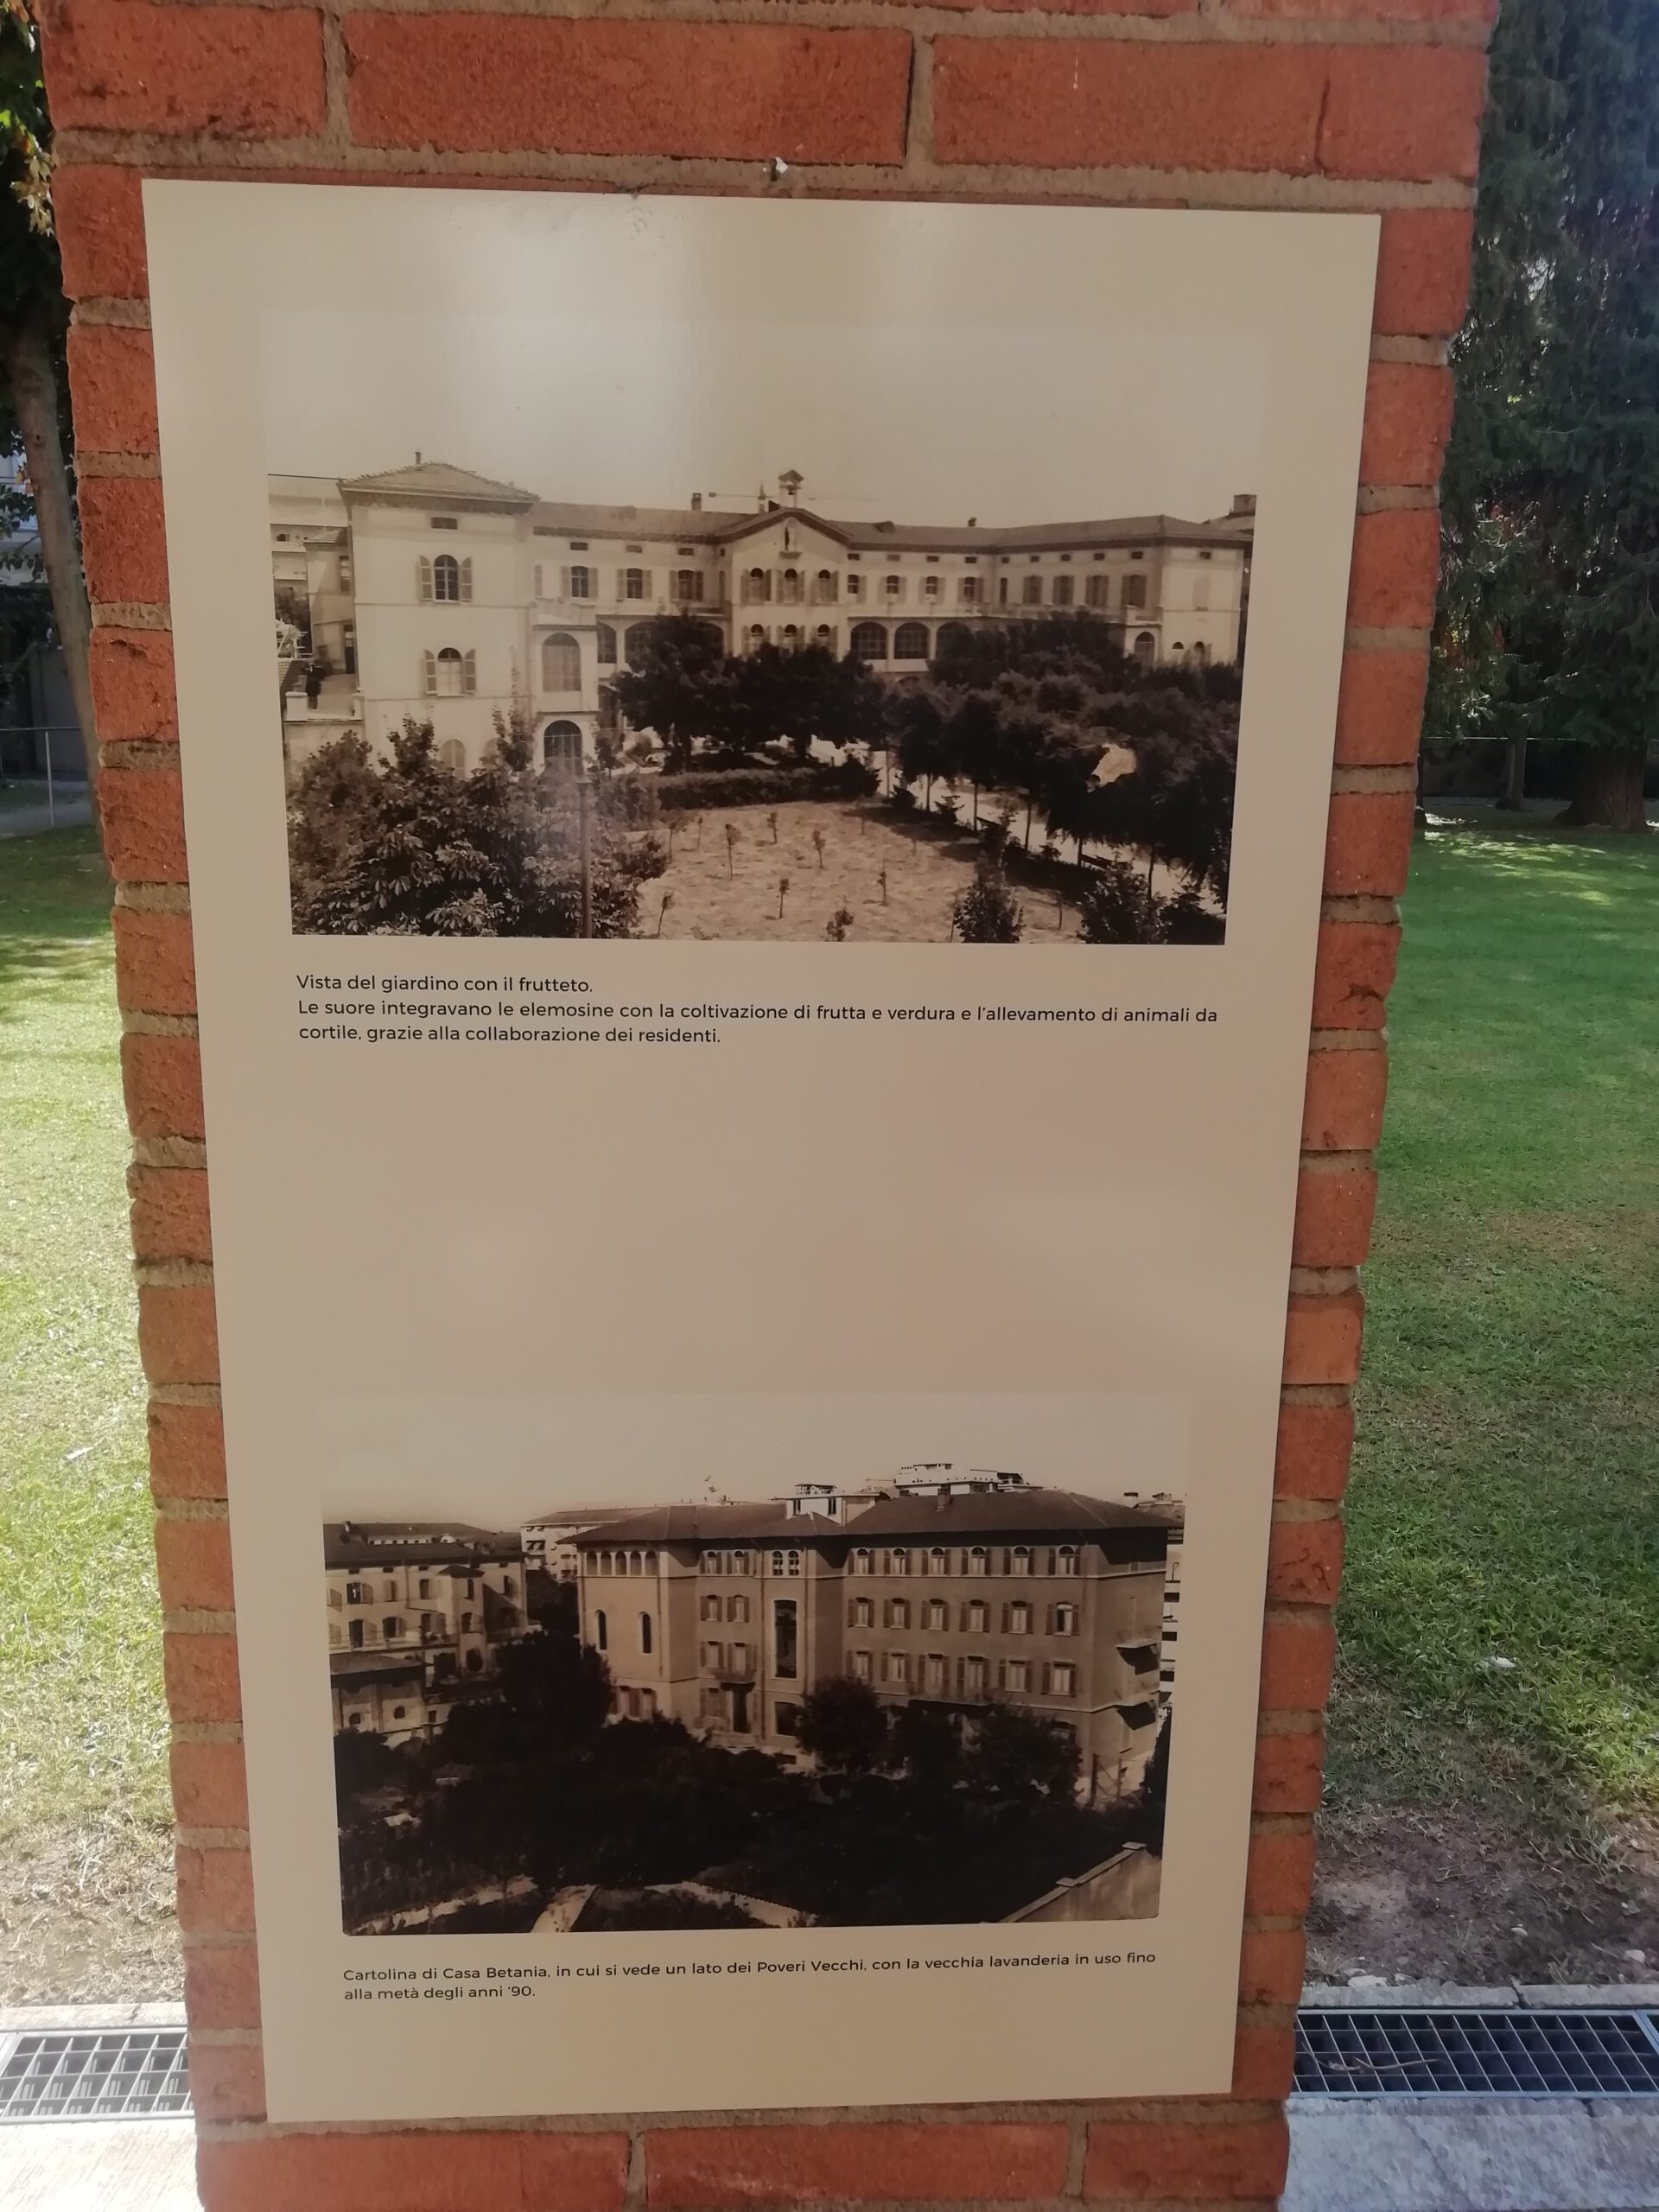 Vista del giardino con il frutteto.
Le suore integravano le elemosine con la coltivazione di frutta e verdura e l'allevamento di animali da
cortile, grazie alla collaborazione dei residenti.
Cartolina di Casa Betania, in cui si vede un lato dei Poveri Vecchi, con la vecchia lavanderia in uso fino
alla metà degli anni '90.